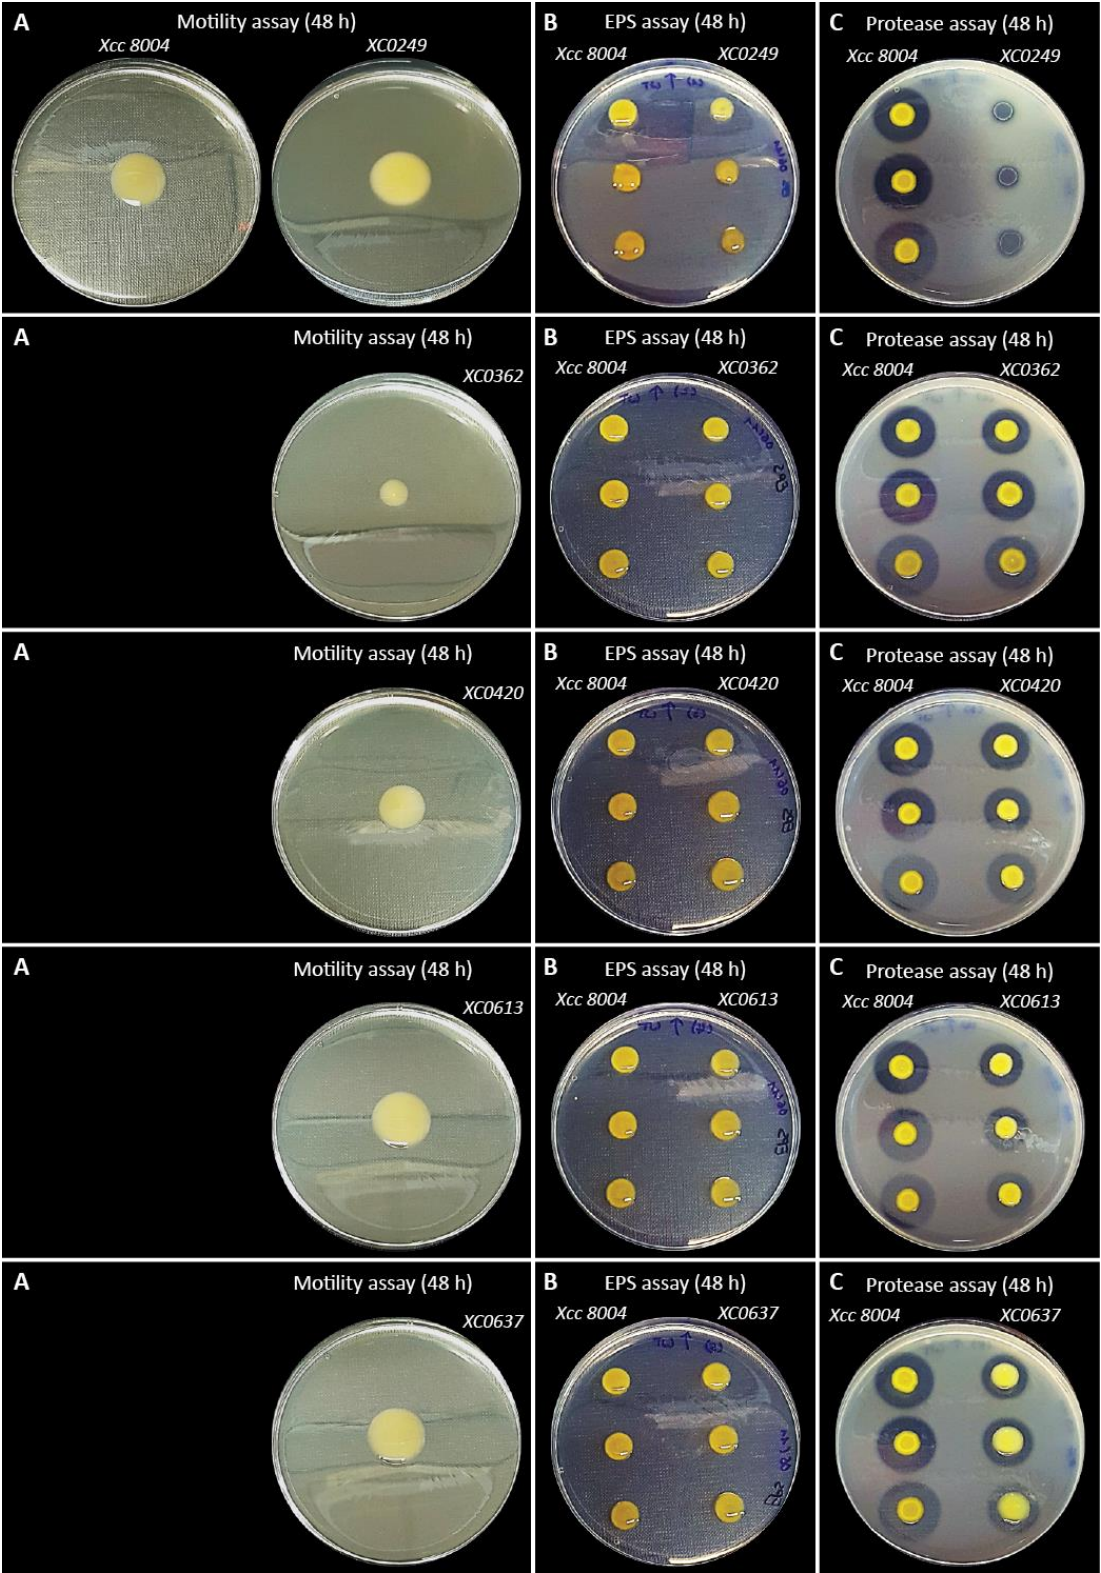 A Motility assay (48 h)
Xcc 8004 XC0249
B EPS assay (48 h)
Xcc 8004 XC0249
C Protease assay (48 h)
Xcc 8004 XC0249
A Motility assay (48 h)
XC0362
B EPS assay (48 h)
Xcc 8004 XC0362
C Protease assay (48 h)
Xcc 8004 XC0362
A Motility assay (48 h)
XC0420
B EPS assay (48 h)
Xcc 8004 XC0420
C Protease assay (48 h)
Xcc 8004 XC0420
A Motility assay (48 h)
XC0613
B EPS assay (48 h)
Xcc 8004 XC0613
C Protease assay (48 h)
Xcc 8004 XC0613
A Motility assay (48 h)
XC0637
B EPS assay (48 h)
Xcc 8004 XC0637
C Protease assay (48 h)
Xcc 8004 XC0637